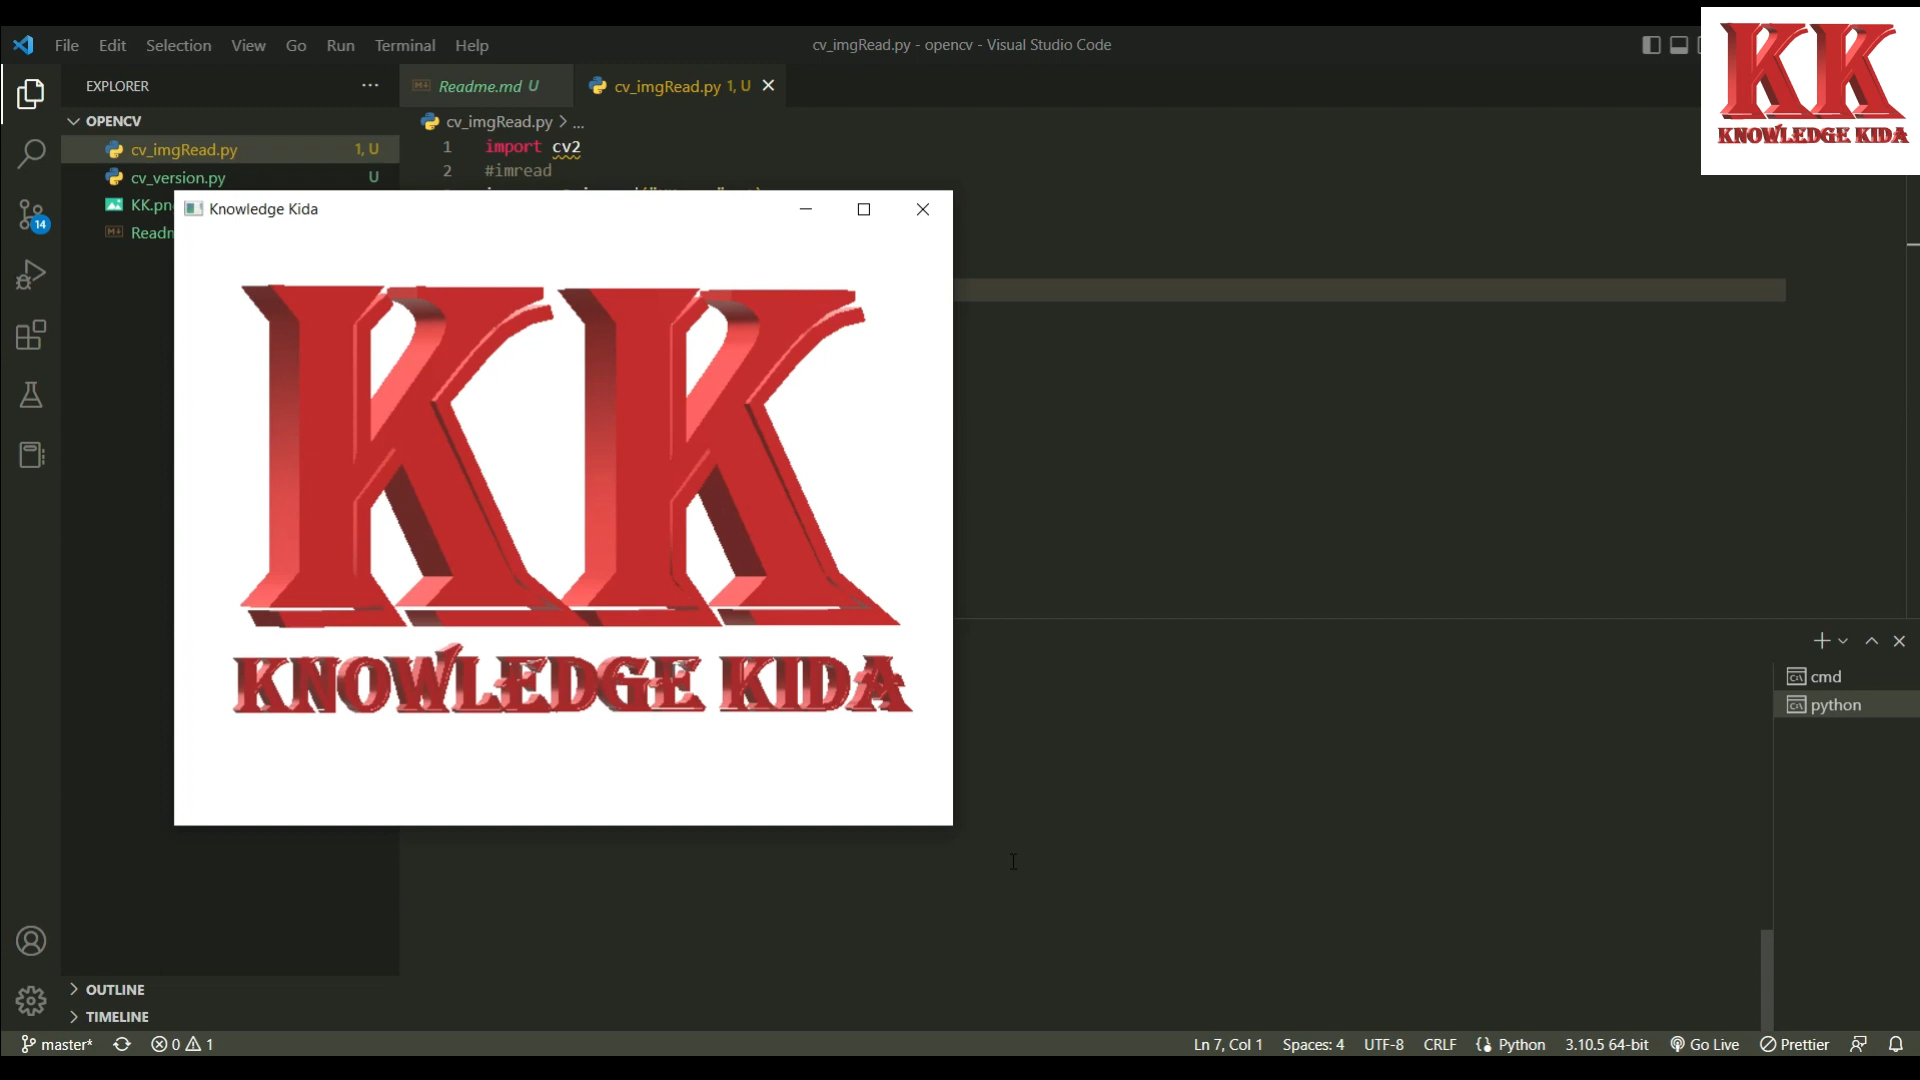 File Edit Selection View Go Run Terminal Help
cv_imgRead.py - opencv - Visual Studio Code
KK
KNOWLEDGE KIDA
EXPLORER
Readme.md U
cv_imgRead.py 1, U
OPENCV
cv_imgRead.py > ...
cv_imgRead.py 1, U
1 import cv2
cv_version.py U
2 #imread
KK.pn
Readm
14
Knowledge Kida
KK
KNOWLEDGE KIDA
cmd
python
OUTLINE
TIMELINE
master* 0 1 Ln 7, Col 1 Spaces: 4 UTF-8 CRLF Python 3.10.5 64-bit Go Live Prettier